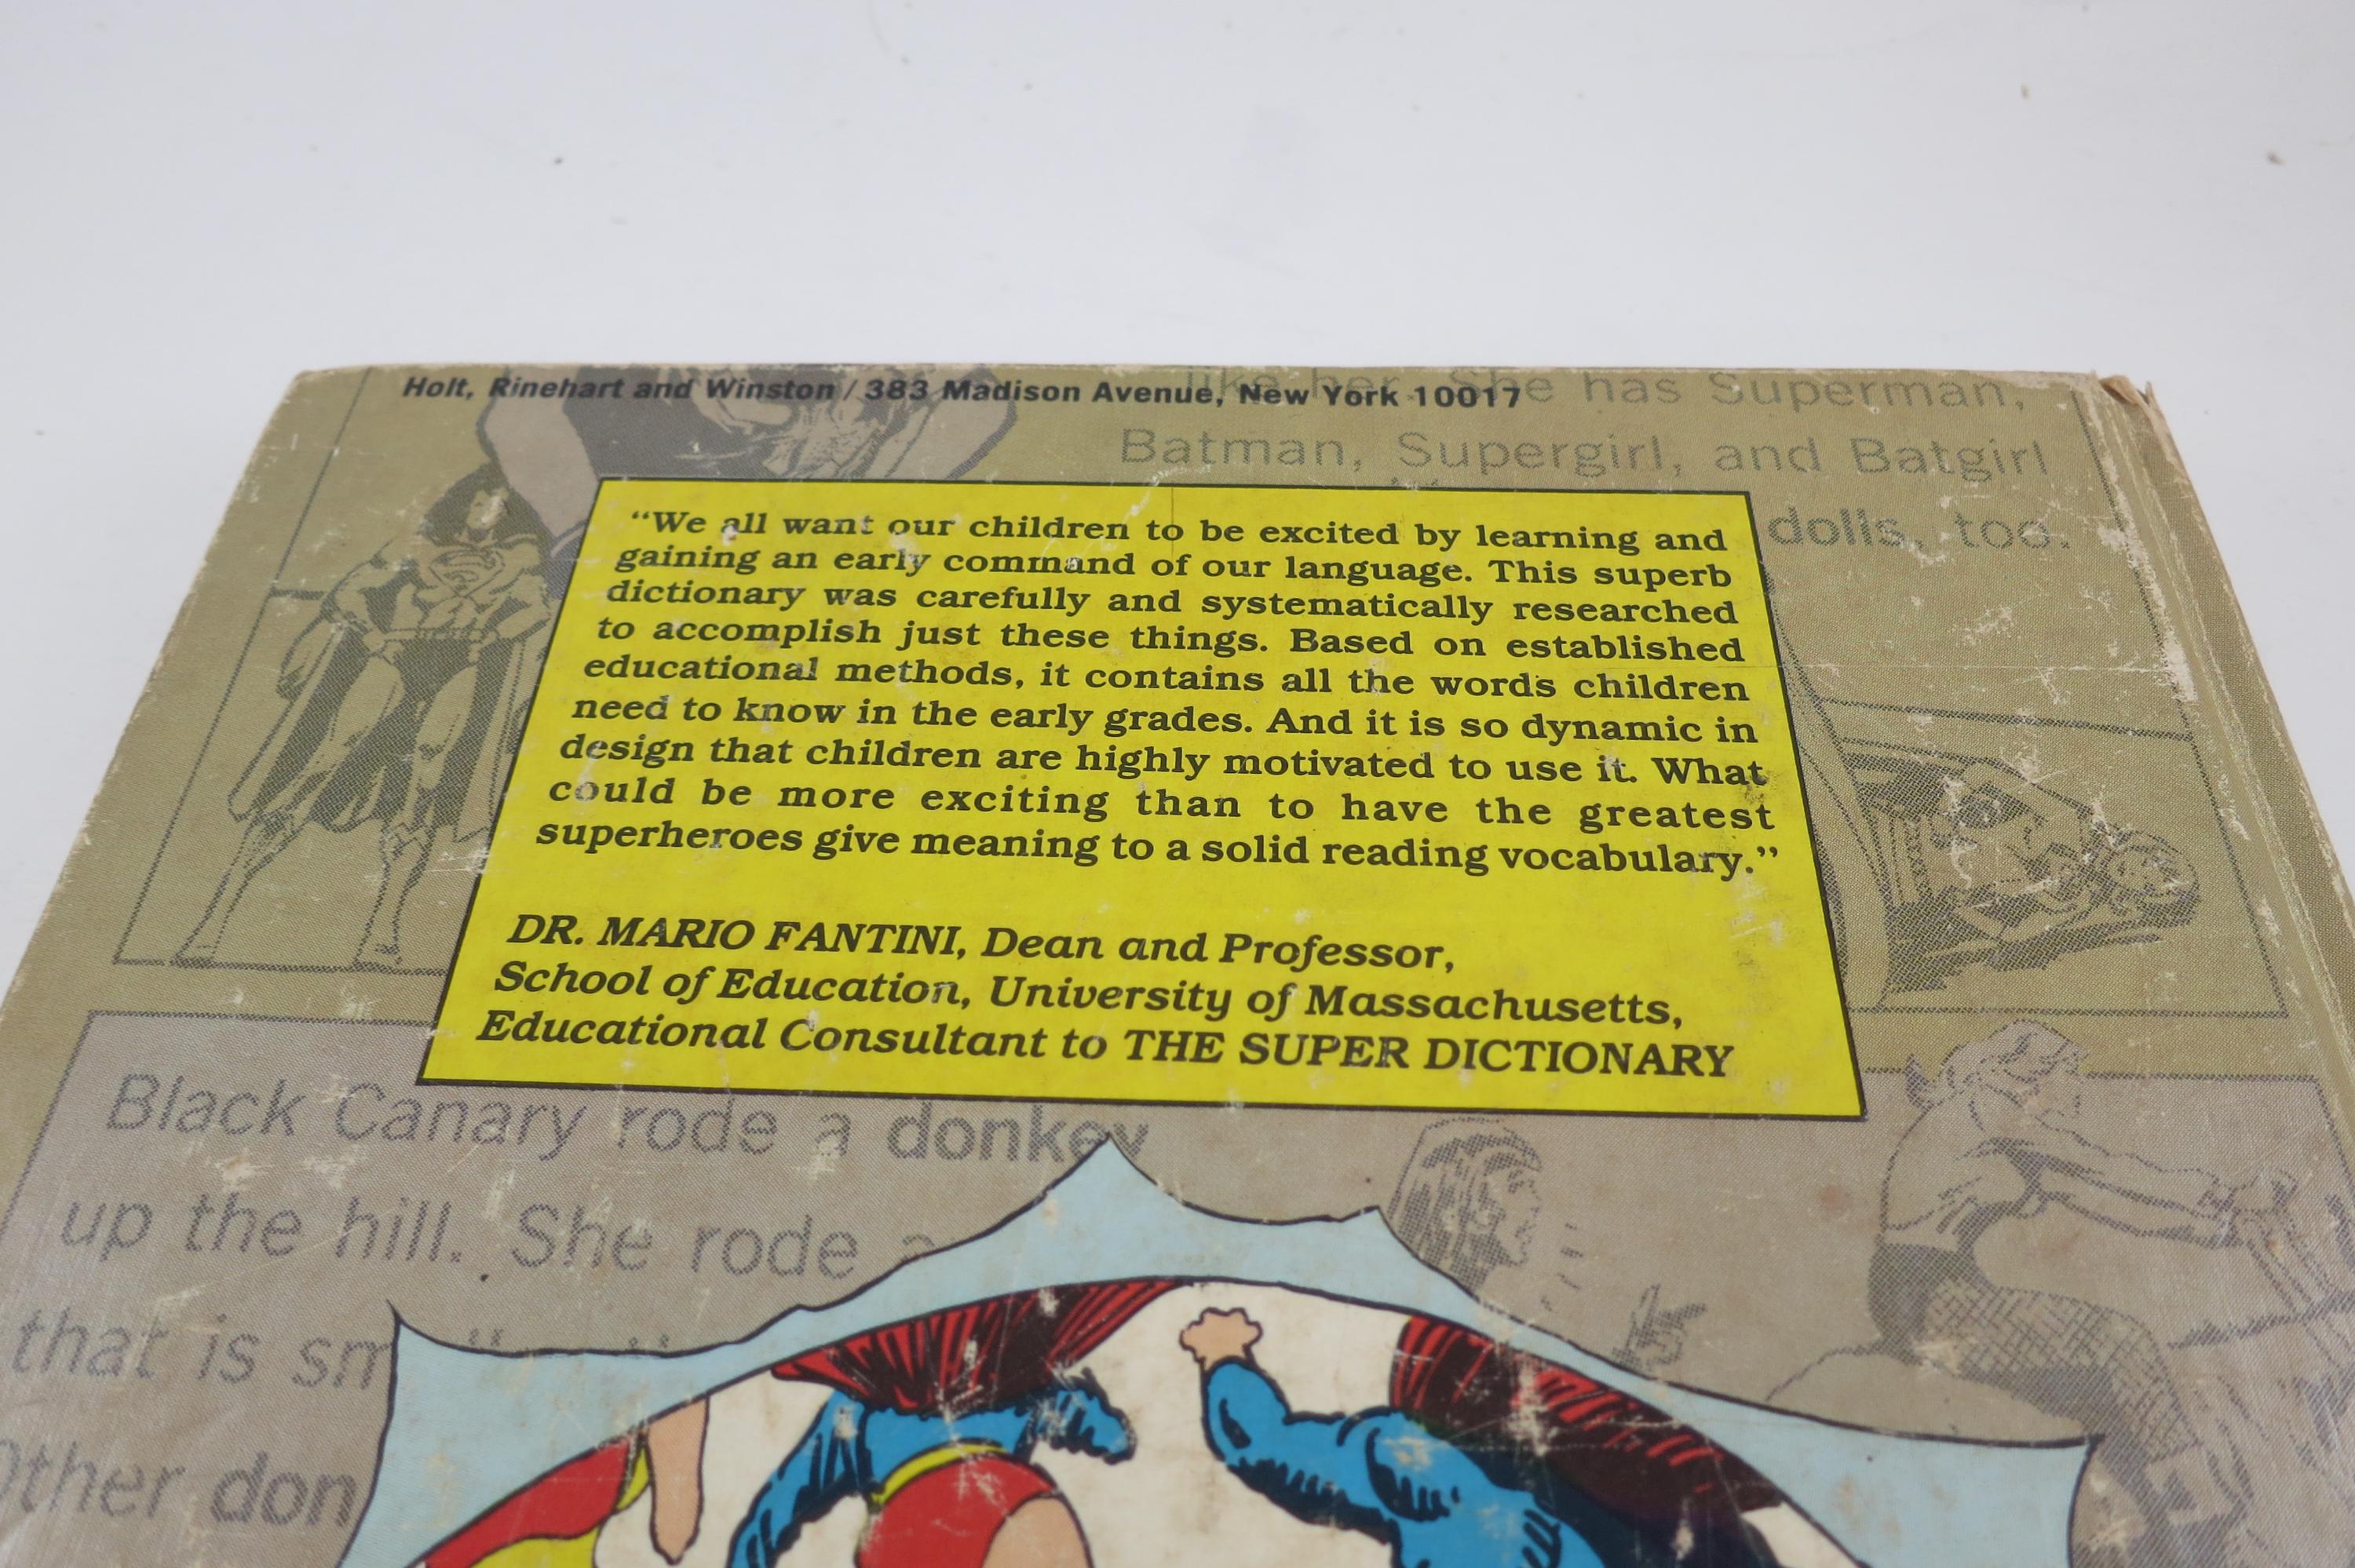 Holt, Rinehart and Winston / 383 Madison Avenue, New York 10017
like her. She has Superman,
Batman, Supergirl, and Batgirl
dolls, too.
“We all want our children to be excited by learning and
gaining an early command of our language. This superb
dictionary was carefully and systematically researched
to accomplish just these things. Based on established
educational methods, it contains all the words children
need to know in the early grades. And it is so dynamic in
design that children are highly motivated to use it. What
could be more exciting than to have the greatest
superheroes give meaning to a solid reading vocabulary.”
DR. MARIO FANTINI, Dean and Professor,
School of Education, University of Massachusetts,
Educational Consultant to THE SUPER DICTIONARY
Black Canary rode a donkey
up the hill. She rode
that is
Other don